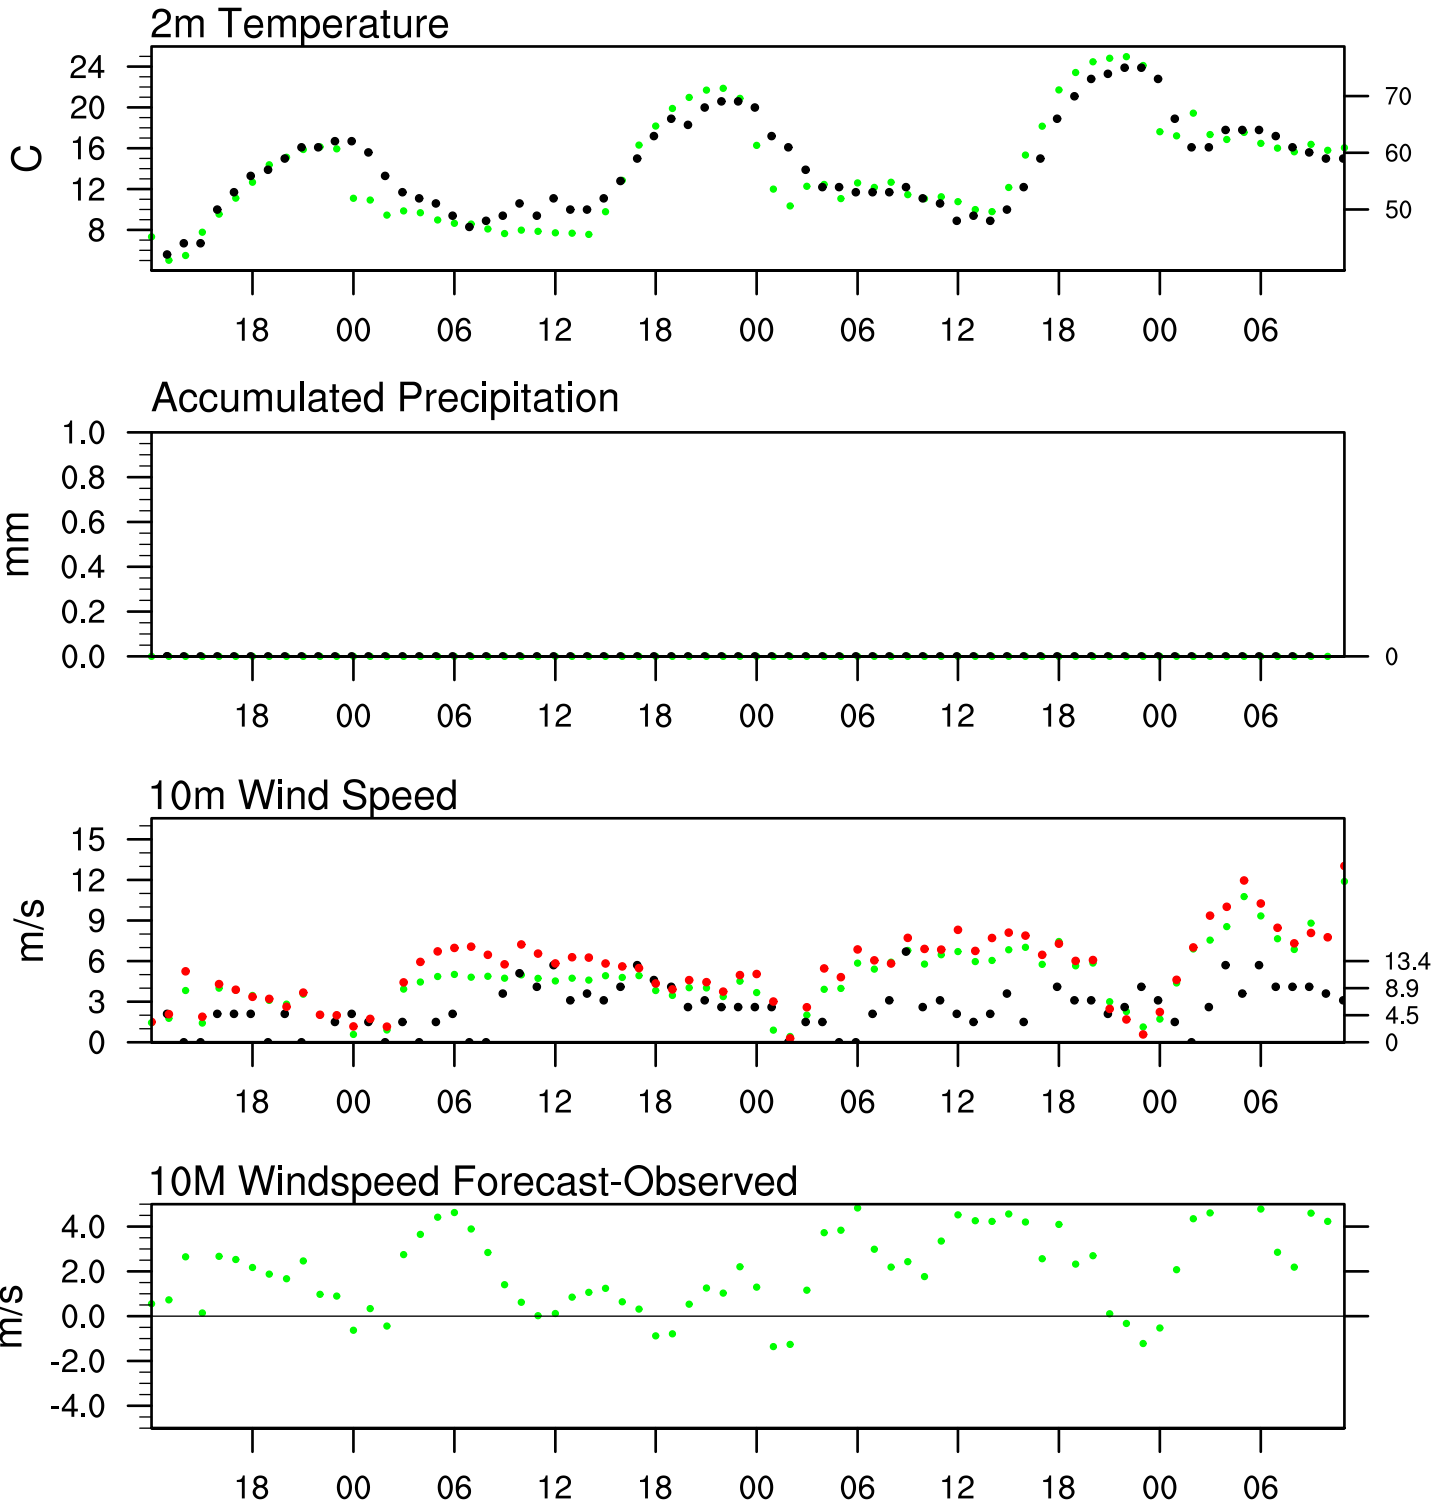 2m Temperature
24
20
16
12
8
C
70
60
50
18 00 06 12 18 00 06 12 18 00 06
Accumulated Precipitation
1.0
0.8
0.6
0.4
0.2
0.0
mm
0
18 00 06 12 18 00 06 12 18 00 06
10m Wind Speed
15
12
9
6
3
0
m/s
13.4
8.9
4.5
0
18 00 06 12 18 00 06 12 18 00 06
10M Windspeed Forecast-Observed
4.0
2.0
0.0
-2.0
-4.0
m/s
18 00 06 12 18 00 06 12 18 00 06